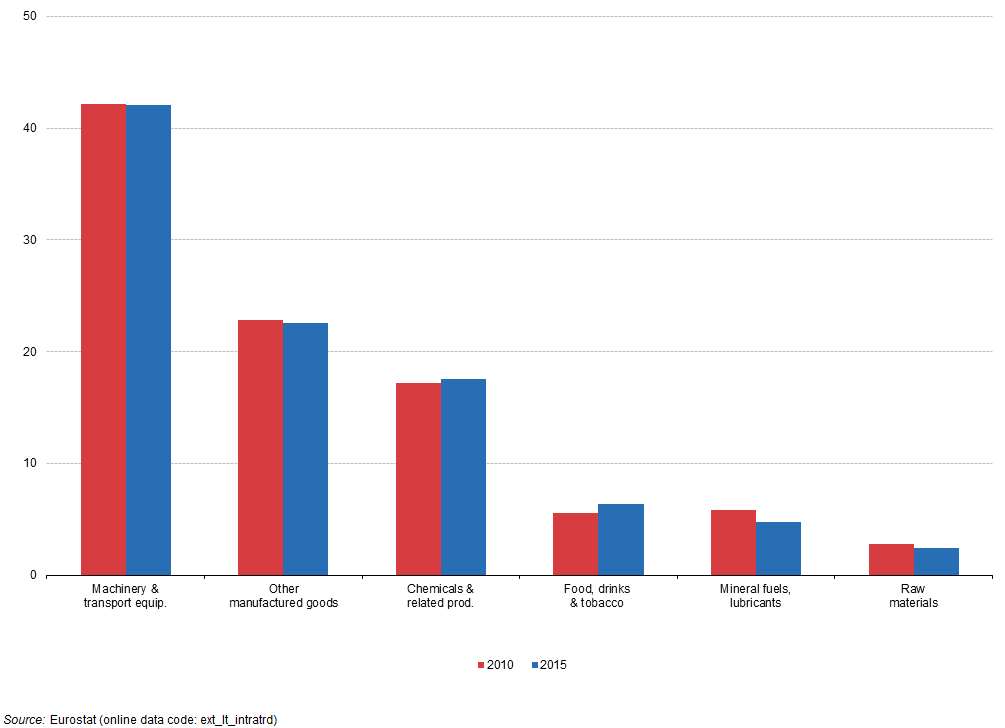 50
40
30
20
10
0
Machinery &
transport equip.
Other
manufactured goods
Chemicals &
related prod.
Food, drinks
& tobacco
Mineral fuels,
lubricants
Raw
materials
2010 2015
Source: Eurostat (online data code: ext_lt_intratrd)